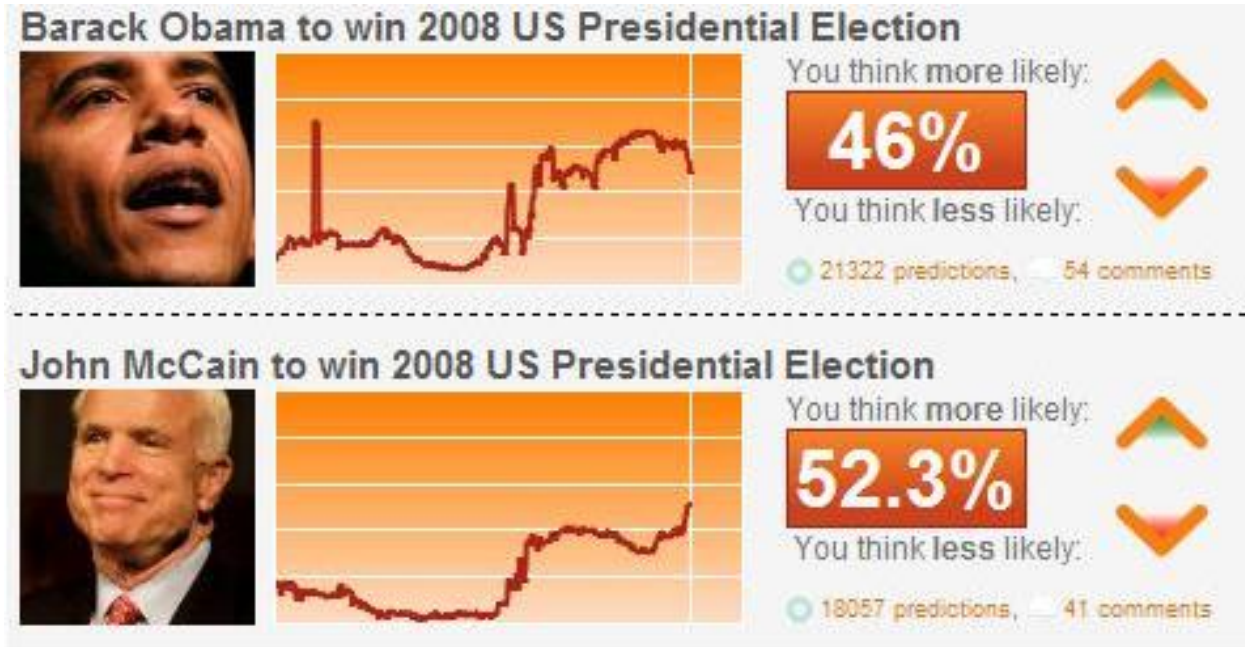 Barack Obama to win 2008 US Presidential Election
You think more likely:
46%
You think less likely:
21322 predictions, 54 comments
John McCain to win 2008 US Presidential Election
You think more likely:
52.3%
You think less likely:
18057 predictions, 41 comments